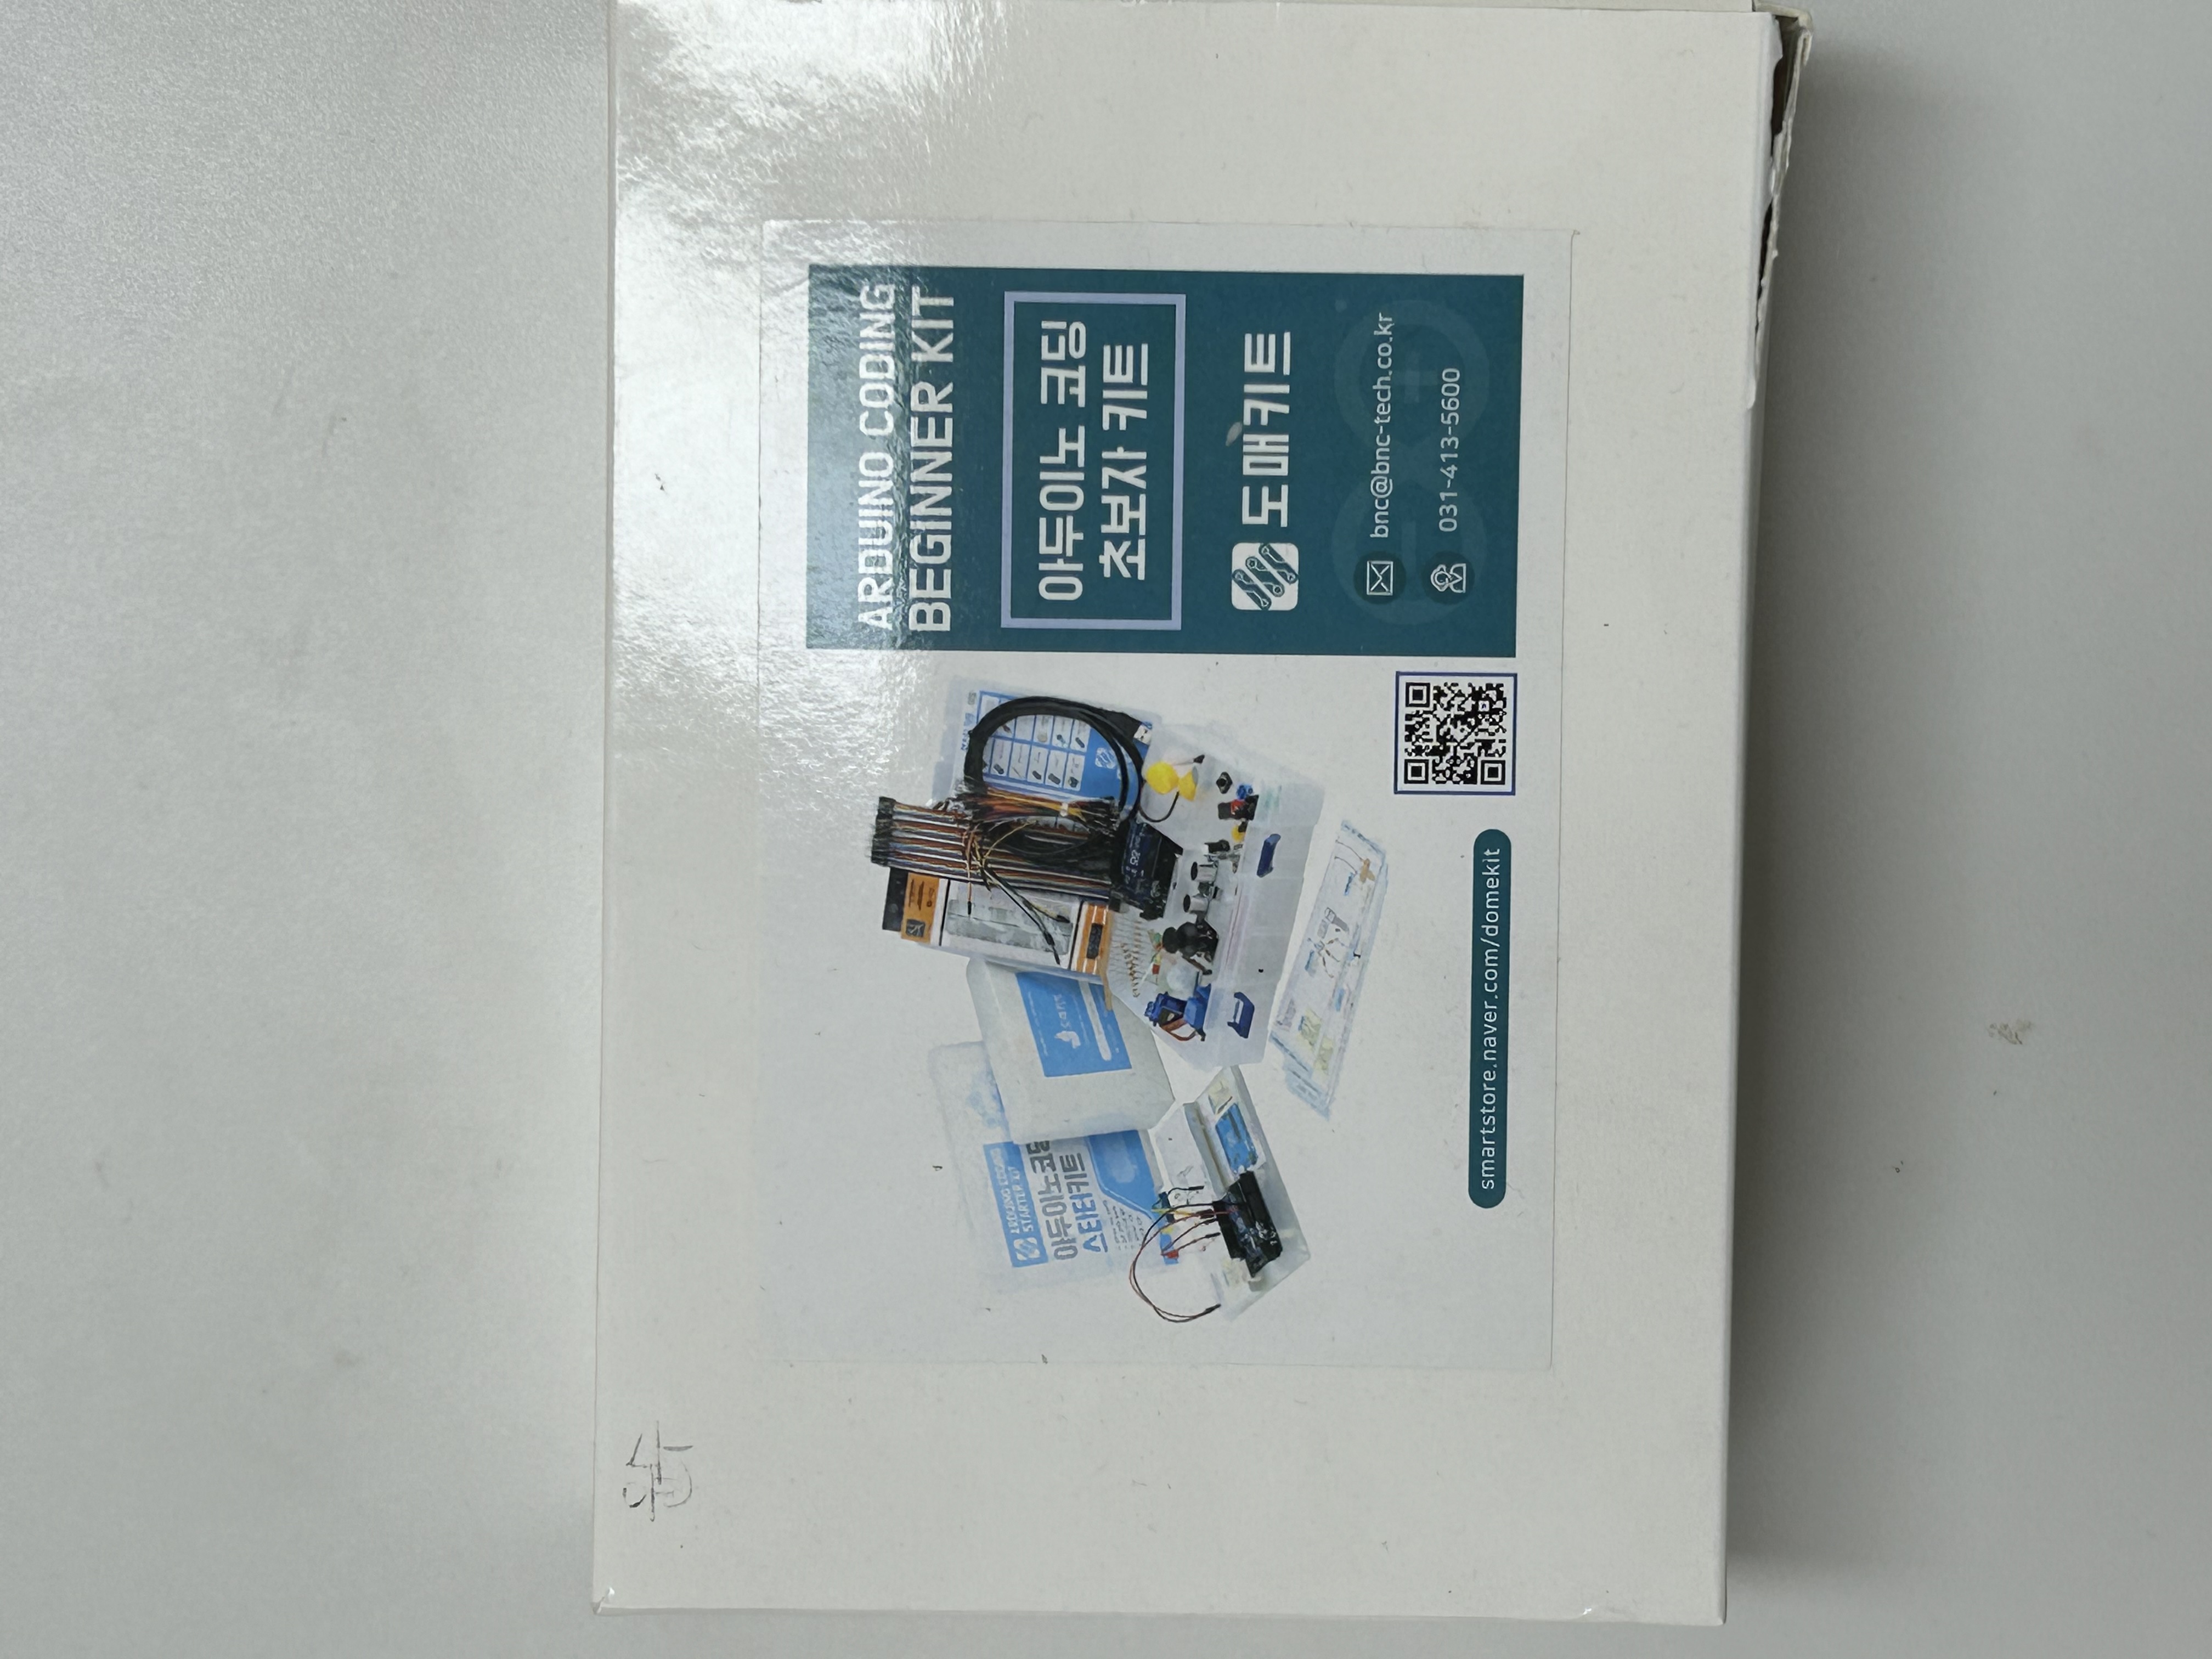 ARDUINO CODING
BEGINNER KIT
아두이노 코딩
초보자 키트
도매키트
bnc@bnc-tech.co.kr
031-413-5600
smartstore.naver.com/domekit
ARDUINO CODING
STARTER KIT
아두이노코딩
스타터키트